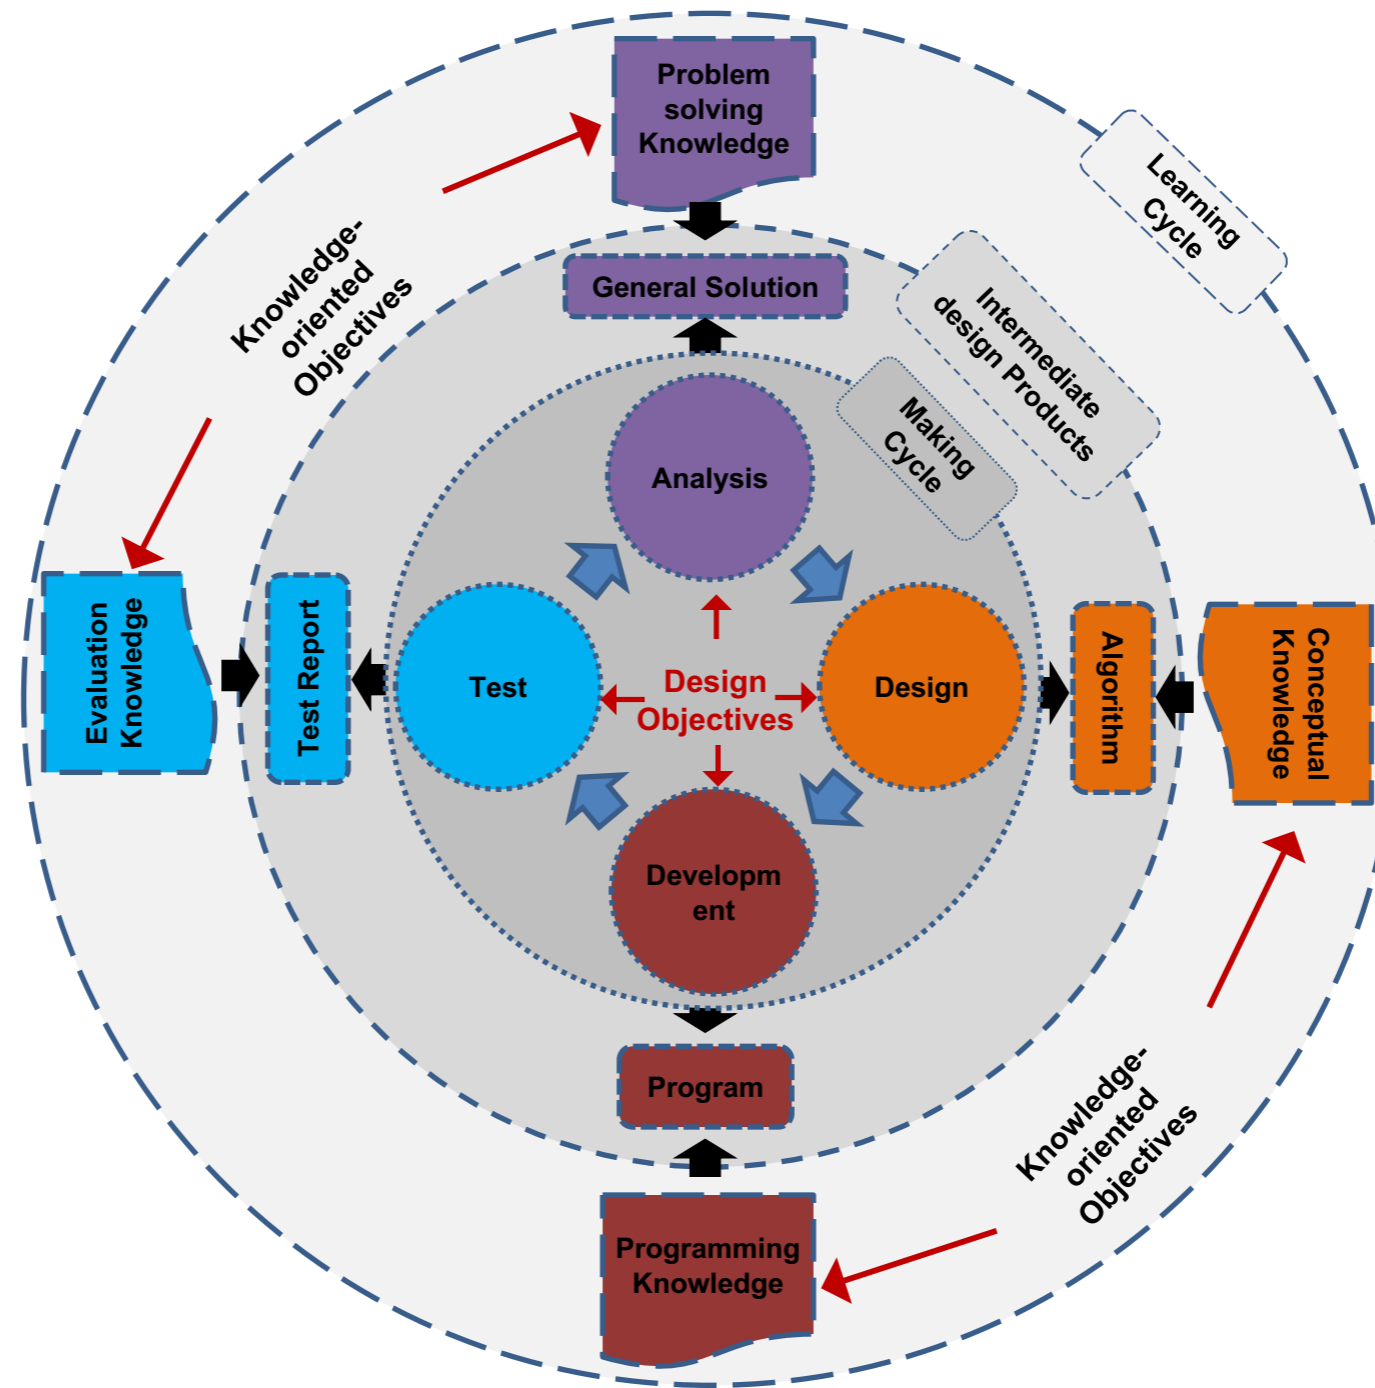 Problem
solving
Knowledge
Learning
Cycle
Knowledge-
oriented
Objectives
General Solution
Intermediate
design Products
Making
Cycle
Analysis
Evaluation
Knowledge
Test Report
Test
Design
Objectives
Design
Algorithm
Conceptual
Knowledge
Developm
ent
Program
Knowledge-
oriented
Objectives
Programming
Knowledge